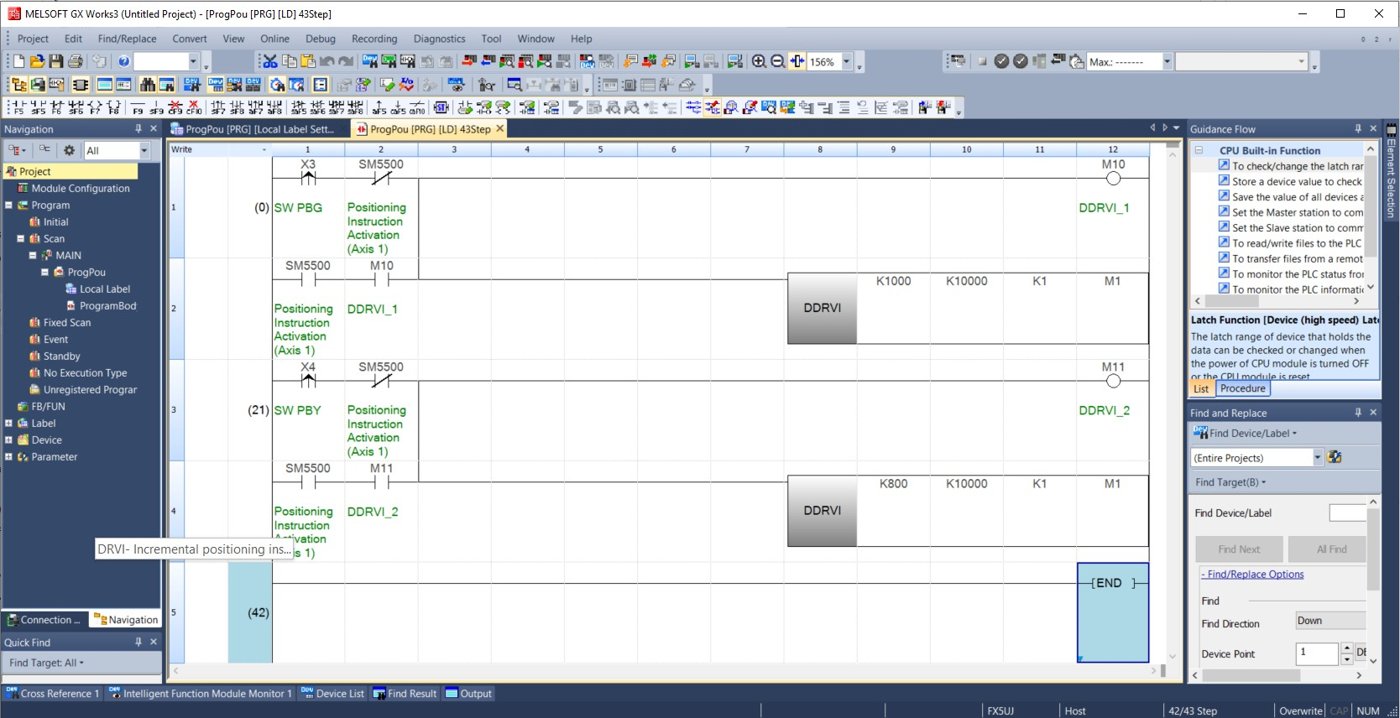 MELSOFT GX Works3 (Untitled Project) - [ProgPou [PRG] [LD] 43Step]
Project Edit Find/Replace Convert View Online Debug Recording Diagnostics Tool Window Help
156%
Max.: -------
Navigation
All
Project
Module Configuration
Program
Initial
Scan
MAIN
ProgPou
Local Label
ProgramBod
Fixed Scan
Event
Standby
No Execution Type
Unregistered Program
FB/FUN
Label
Device
Parameter
Connection ... Navigation
Quick Find
Find Target: All
ProgPou [PRG] [Local Label Sett... ProgPou [PRG] [LD] 43Step
Write 1 2 3 4 5 6 7 8 9 10 11 12
X3 SM5500 M10
1 (0) SW PBG Positioning DDRVI_1
Instruction
Activation
(Axis 1)
SM5500 M10
K1000 K10000 K1 M1
2 Positioning DDRVI_1 DDRVI
Instruction
Activation
(Axis 1)
X4 SM5500 M11
3 (21) SW PBY Positioning DDRVI_2
Instruction
Activation
(Axis 1)
SM5500 M11
K800 K10000 K1 M1
4 Positioning DDRVI_2 DDRVI
Instruction
DRVI- Incremental positioning ins...
[END ]
5 (42)
Guidance Flow
CPU Built-in Function
To check/change the latch rar
Store a device value to check
Save the value of all devices a
Set the Master station to com
Set the Slave station to comm
To read/write files to the PLC
To transfer files from a remot
To monitor the PLC status fror
To monitor the PLC informatic
Latch Function [Device (high speed) Late
The latch range of device that holds the
data can be checked or changed when
the power of CPU module is turned OFF
or the CPU module is reset
List Procedure
Element Selection
Find and Replace
Find Device/Label
(Entire Projects)
Find Target(B)
Find Device/Label
Find Next All Find
- Find/Replace Options
Find
Find Direction Down
Device Point 1
Cross Reference 1 Intelligent Function Module Monitor 1 Device List Find Result Output
FX5UJ Host 42/43 Step Overwrite CAP NUM